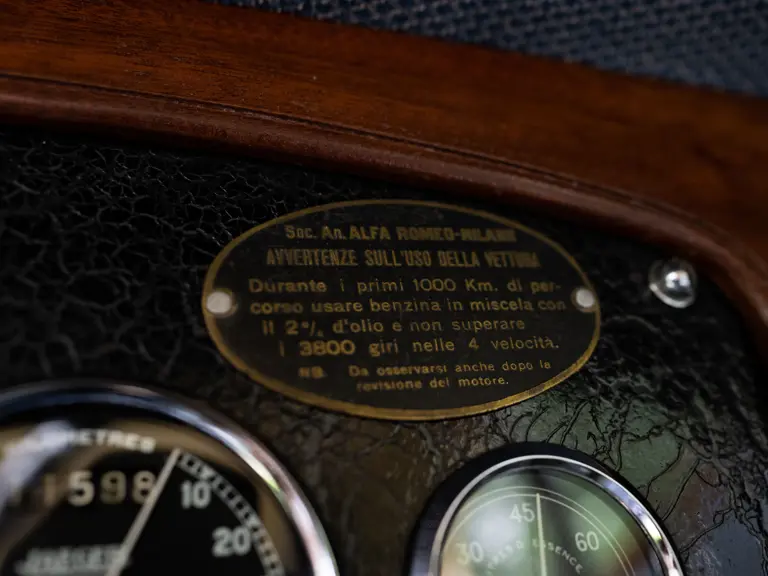 Soc. An. ALFA ROMEO-MILANO
AVVERTENZE SULL'USO DELLA VETTURA
Durante i primi 1000 Km. di per-
corso usare benzina in miscela con
il 2% d'olio e non superare
i 3800 giri nelle 4 velocità.
NB. Da osservarsi anche dopo la
revisione del motore.
1598
10
20
JAEGER
30
45
60
ESSENCE